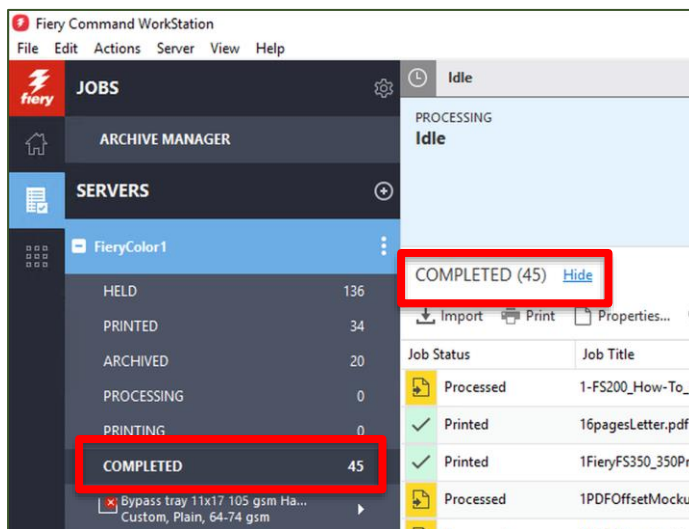 Fiery Command WorkStation
File Edit Actions Server View Help
fiery
JOBS
ARCHIVE MANAGER
SERVERS
FieryColor1
HELD 136
PRINTED 34
ARCHIVED 20
PROCESSING 0
PRINTING 0
COMPLETED 45
Bypass tray 11x17 105 gsm Ha...
Custom, Plain, 64-74 gsm
Idle
PROCESSING
Idle
COMPLETED (45) Hide
Import Print Properties...
Job Status Job Title
Processed 1-FS200_How-To_
Printed 16pagesLetter.pdf
Printed 1FieryFS350_350Pr
Processed 1PDFOffsetMocku